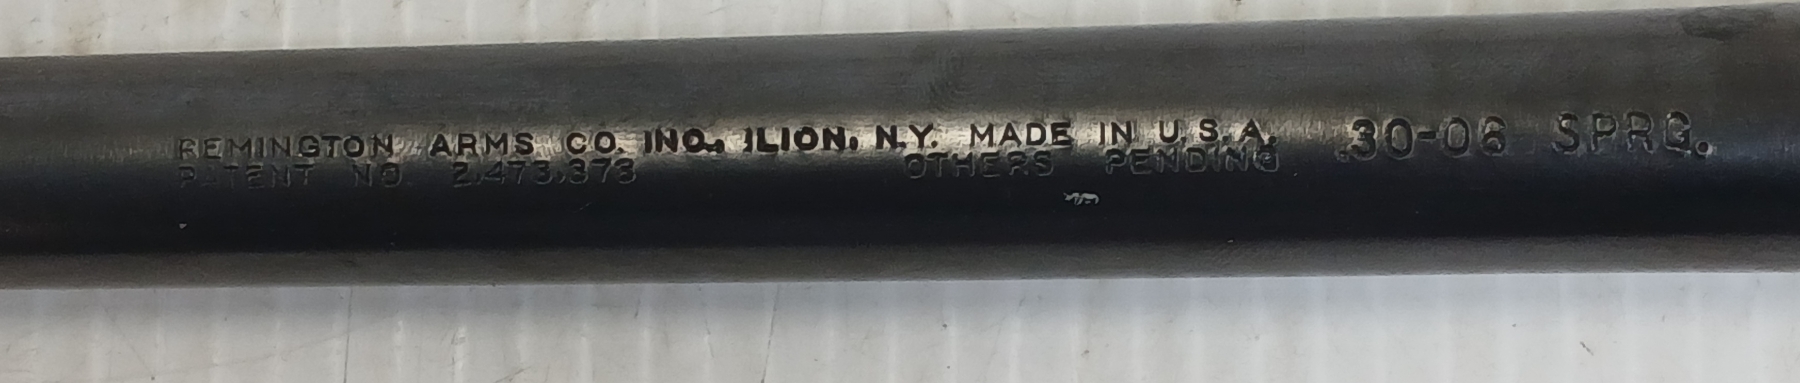 REMINGTON ARMS CO. INC., ILION, N.Y. MADE IN U.S.A. .30-06 SPRG.
PATENT NO. 2,473,373 OTHERS PENDING